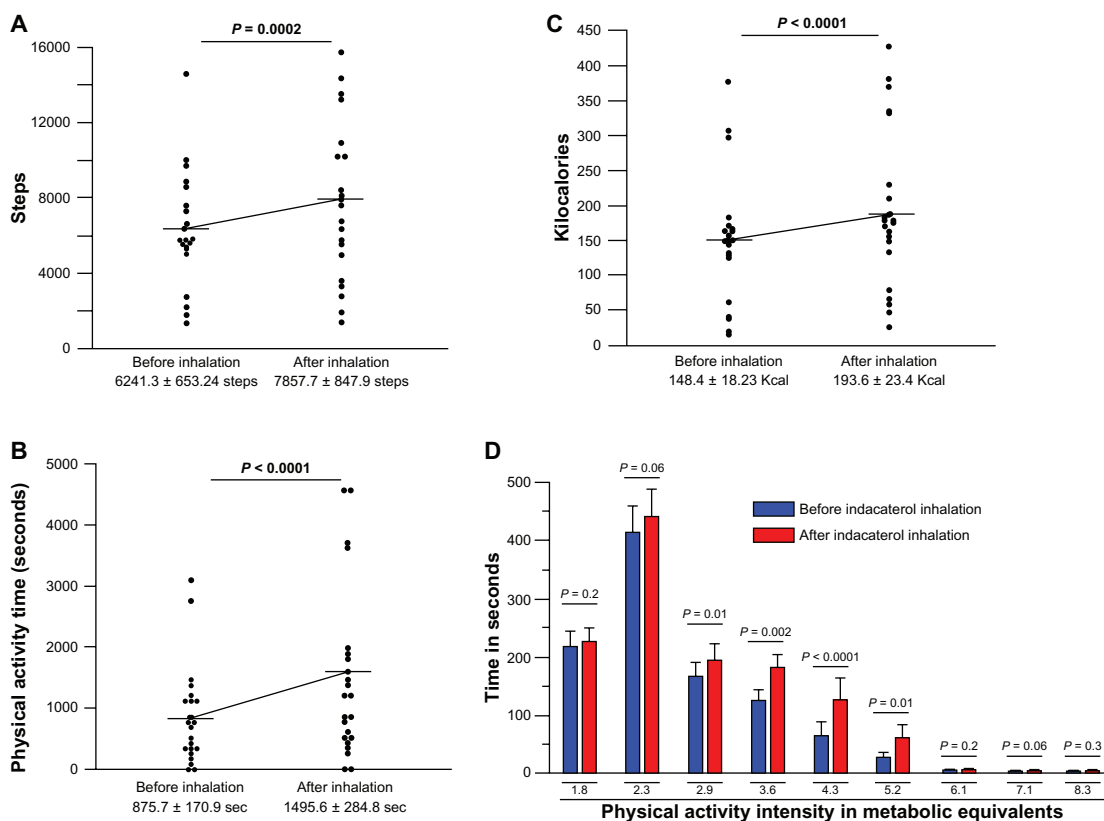 A
P = 0.0002
Steps
16000
12000
8000
4000
0
Before inhalation
6241.3 ± 653.24 steps
After inhalation
7857.7 ± 847.9 steps
C
P < 0.0001
Kilocalories
450
400
350
300
250
200
150
100
50
0
Before inhalation
148.4 ± 18.23 Kcal
After inhalation
193.6 ± 23.4 Kcal
B
P < 0.0001
Physical activity time (seconds)
5000
4000
3000
2000
1000
0
Before inhalation
875.7 ± 170.9 sec
After inhalation
1495.6 ± 284.8 sec
D
Time in seconds
500
400
300
200
100
0
P = 0.2
P = 0.06
P = 0.01
P = 0.002
P < 0.0001
P = 0.01
P = 0.2
P = 0.06
P = 0.3
Before indacaterol inhalation
After indacaterol inhalation
1.8
2.3
2.9
3.6
4.3
5.2
6.1
7.1
8.3
Physical activity intensity in metabolic equivalents